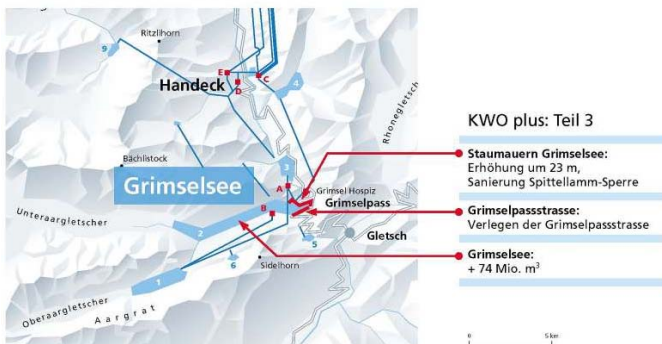 Ritzlihorn
9
E
C
D
4
Handeck
Rhonegletscher
Bächlistock
3
Grimselsee
A
Grimsel Hospiz
Grimselpass
B
Unteraargletscher
2
5
Gletsch
6
Sidelhorn
1
Oberaargletscher
Aargrat
KWO plus: Teil 3
Staumauern Grimselsee:
Erhöhung um 23 m,
Sanierung Spittellamm-Sperre
Grimselpassstrasse:
Verlegen der Grimselpassstrasse
Grimselsee:
+ 74 Mio. m³
0 5 km